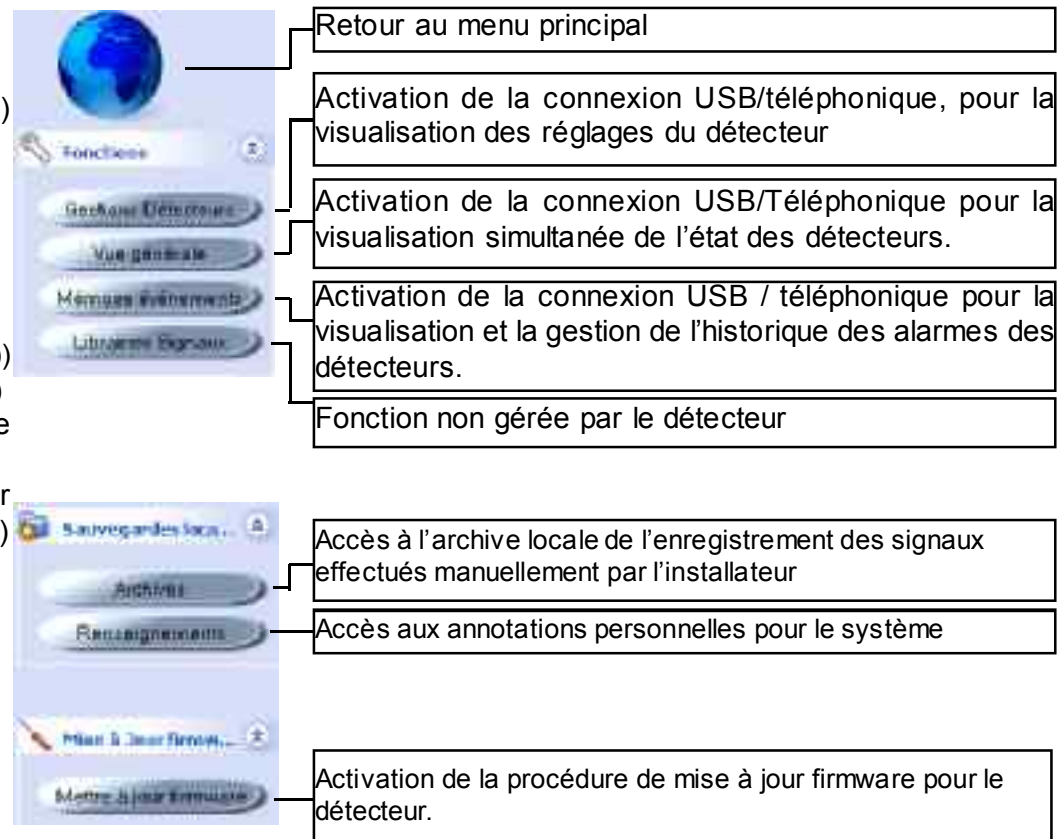 Retour au menu principal
)
Activation de la connexion USB/téléphonique, pour la
visualisation des réglages du détecteur
Fonctions
Gestions Détecteurs
Activation de la connexion USB/Téléphonique pour la
visualisation simultanée de l'état des détecteurs.
Vue générale
Mémoires événements
Activation de la connexion USB / téléphonique pour la
visualisation et la gestion de l'historique des alarmes des
détecteurs.
Librairies Signaux
)
)
e
Fonction non gérée par le détecteur
r
)
Sauvegardes loca...
Accès à l'archive locale de l'enregistrement des signaux
effectués manuellement par l'installateur
Archives
Renseignements
Accès aux annotations personnelles pour le système
Mise à Jour firmw...
Mettre à jour firmware
Activation de la procédure de mise à jour firmware pour le
détecteur.